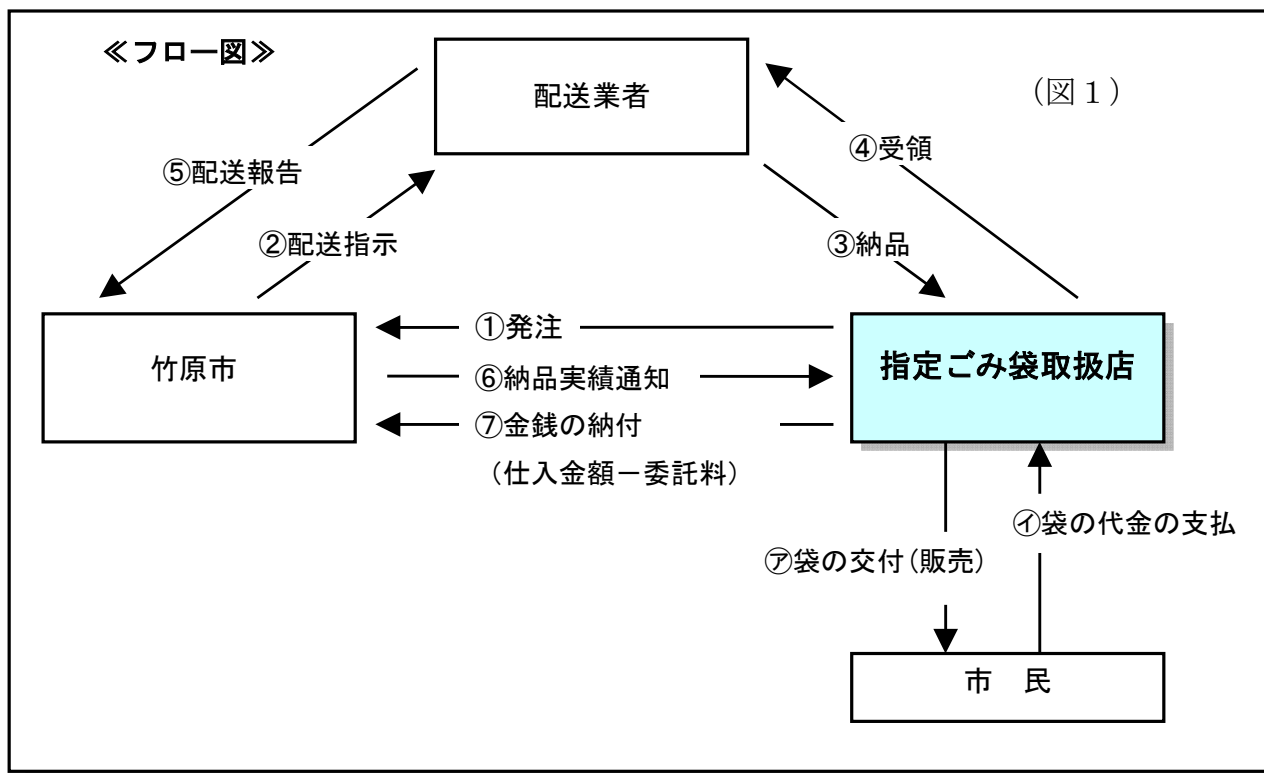 ≪フロー図≫
(図1)
配送業者
⑤配送報告
④受領
②配送指示
③納品
竹原市
①発注
⑥納品実績通知
⑦金銭の納付
(仕入金額－委託料)
指定ごみ袋取扱店
㋐袋の交付(販売)
㋑袋の代金の支払
市　民